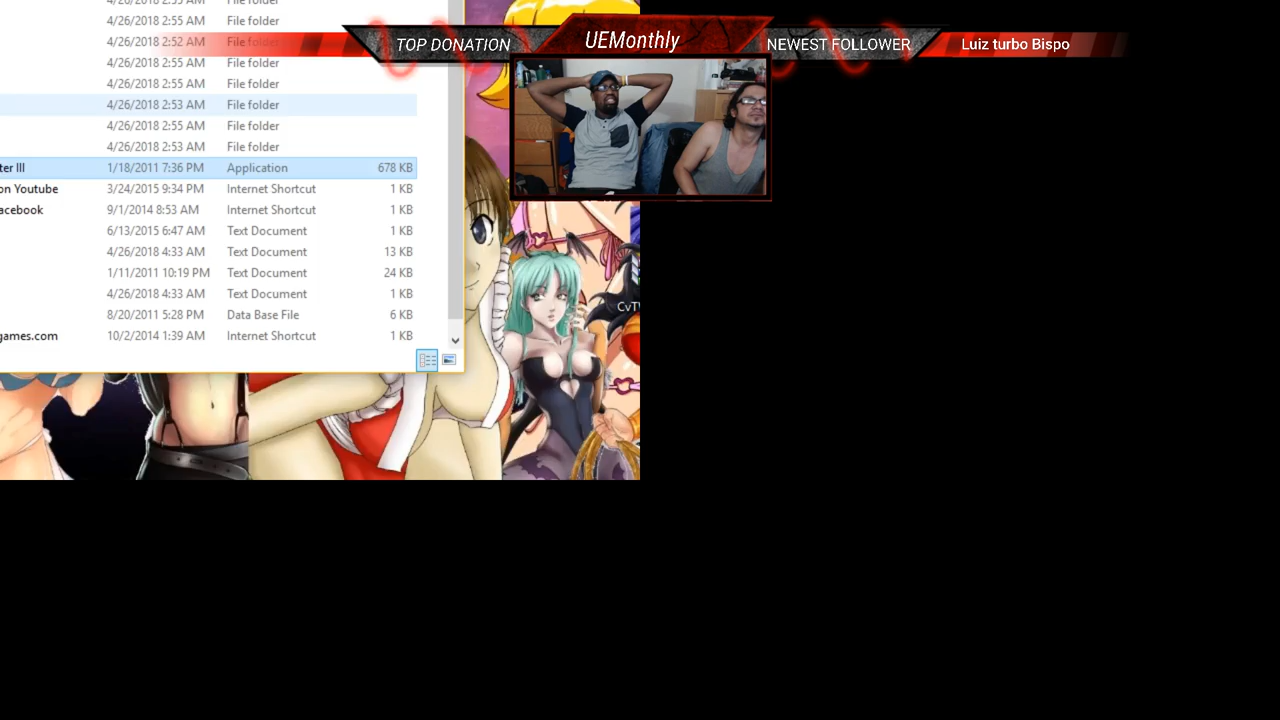 4/26/2018 2:55 AM File folder
4/26/2018 2:52 AM File folder
4/26/2018 2:55 AM File folder
4/26/2018 2:55 AM File folder
4/26/2018 2:53 AM File folder
4/26/2018 2:55 AM File folder
4/26/2018 2:53 AM File folder
ter III 1/18/2011 7:36 PM Application 678 KB
on Youtube 3/24/2015 9:34 PM Internet Shortcut 1 KB
acebook 9/1/2014 8:53 AM Internet Shortcut 1 KB
6/13/2015 6:47 AM Text Document 1 KB
4/26/2018 4:33 AM Text Document 13 KB
1/11/2011 10:19 PM Text Document 24 KB
4/26/2018 4:33 AM Text Document 1 KB
8/20/2011 5:28 PM Data Base File 6 KB
games.com 10/2/2014 1:39 AM Internet Shortcut 1 KB
TOP DONATION
UEMonthly
NEWEST FOLLOWER
Luiz turbo Bispo